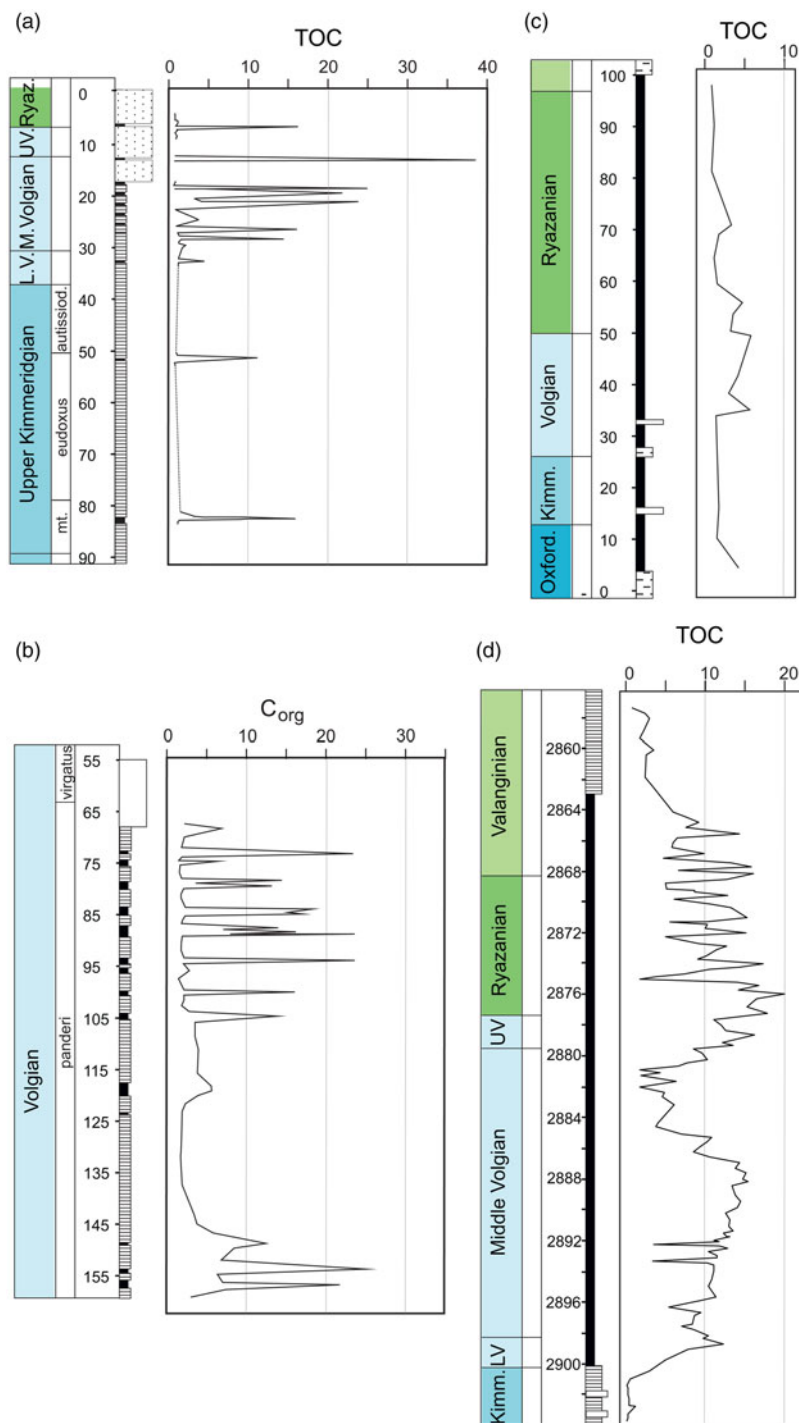 (a)
TOC
0 10 20 30 40
Ryaz.
UV.
M.Volgian
L.V.
Upper Kimmeridgian
autissiod.
eudoxus
mt.
0
10
20
30
40
50
60
70
80
90
(c)
TOC
0 10
Ryazanian
Volgian
Kimm.
Oxford.
100
90
80
70
60
50
40
30
20
10
0
(b)
C org
0 10 20 30
Volgian
virgatus
panderi
55
65
75
85
95
105
115
125
135
145
155
(d)
TOC
0 10 20
Valanginian
Ryazanian
UV
Middle Volgian
LV
Kimm.
2860
2864
2868
2872
2876
2880
2884
2888
2892
2896
2900